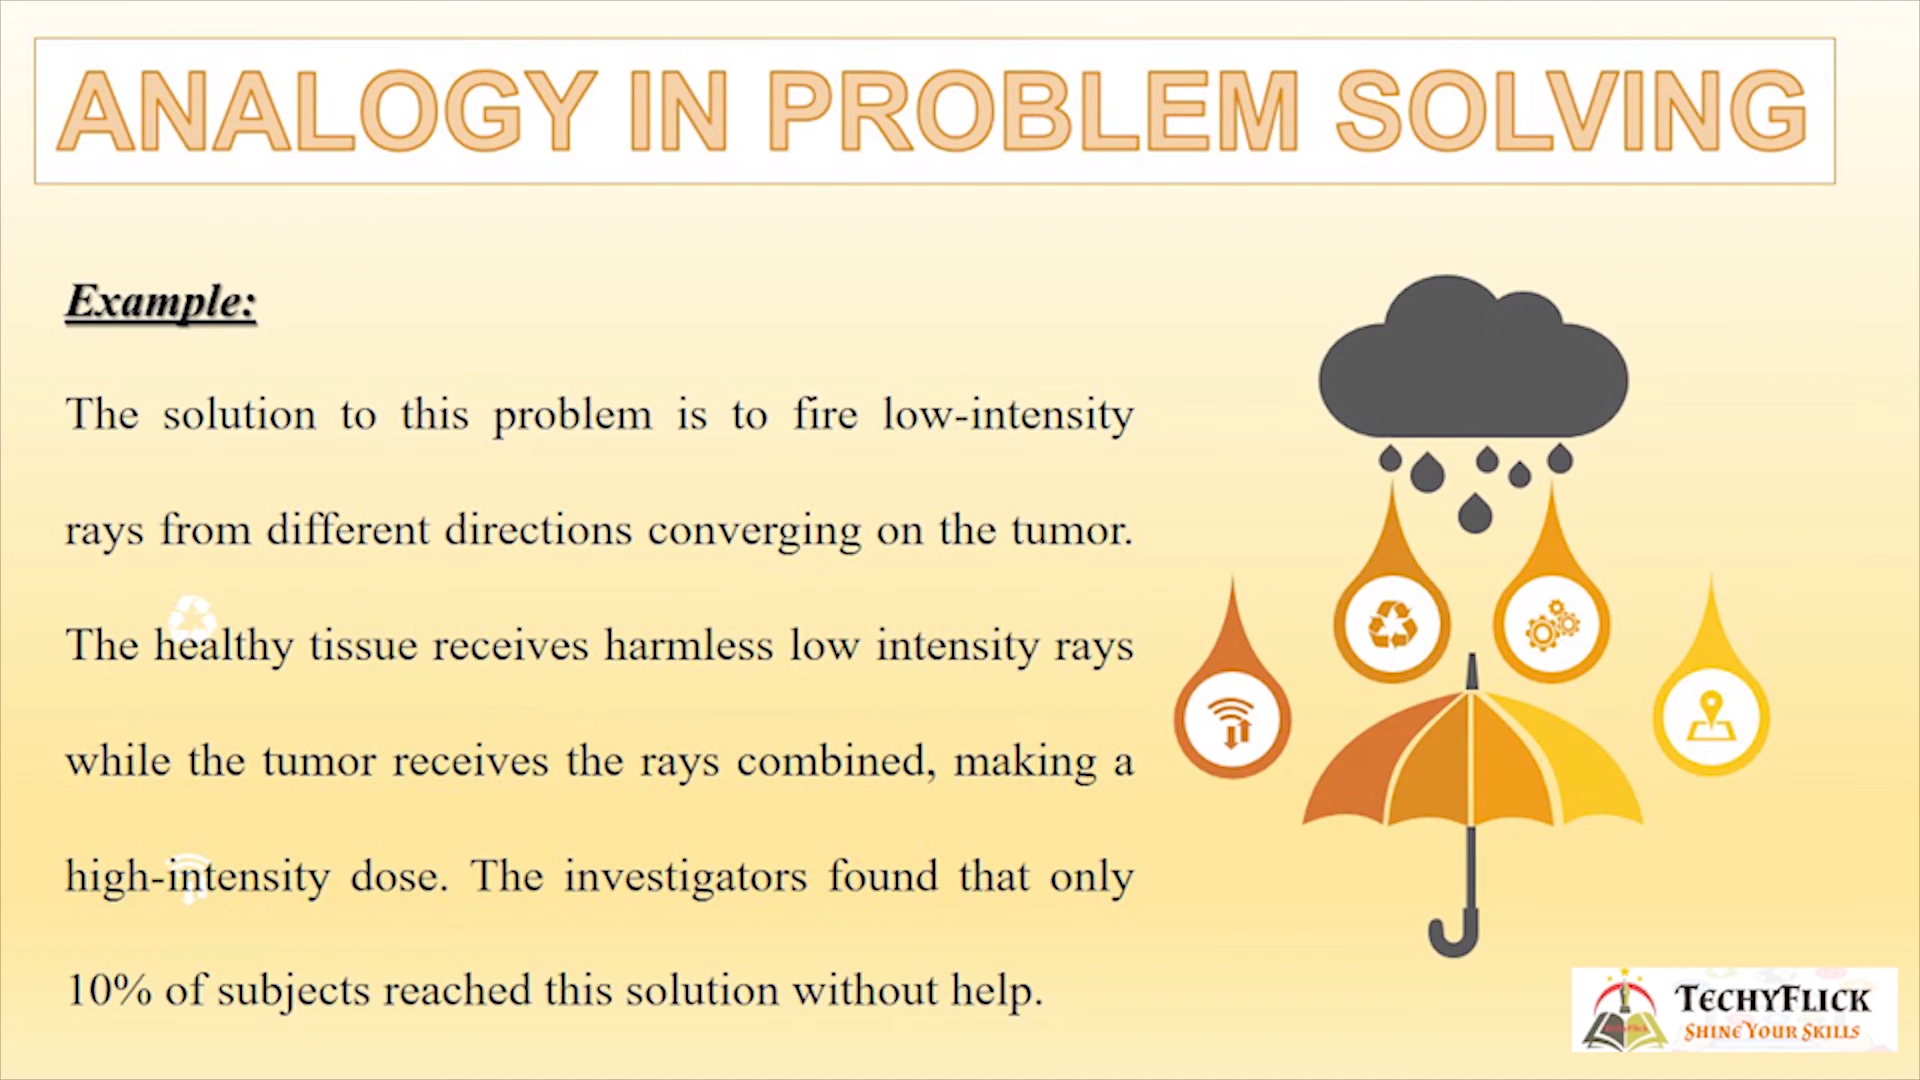 ANALOGY IN PROBLEM SOLVING
Example:
The solution to this problem is to fire low-intensity
rays from different directions converging on the tumor.
The healthy tissue receives harmless low intensity rays
while the tumor receives the rays combined, making a
high-intensity dose. The investigators found that only
10% of subjects reached this solution without help.
TECHYFLICK
SHINE YOUR SKILLS